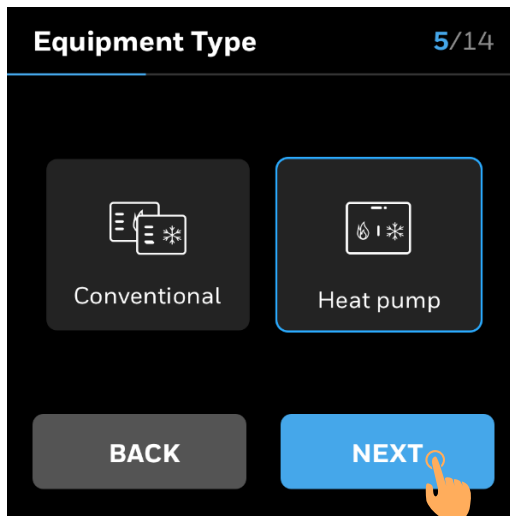 Equipment Type 5/14
Conventional
Heat pump
BACK
NEXT